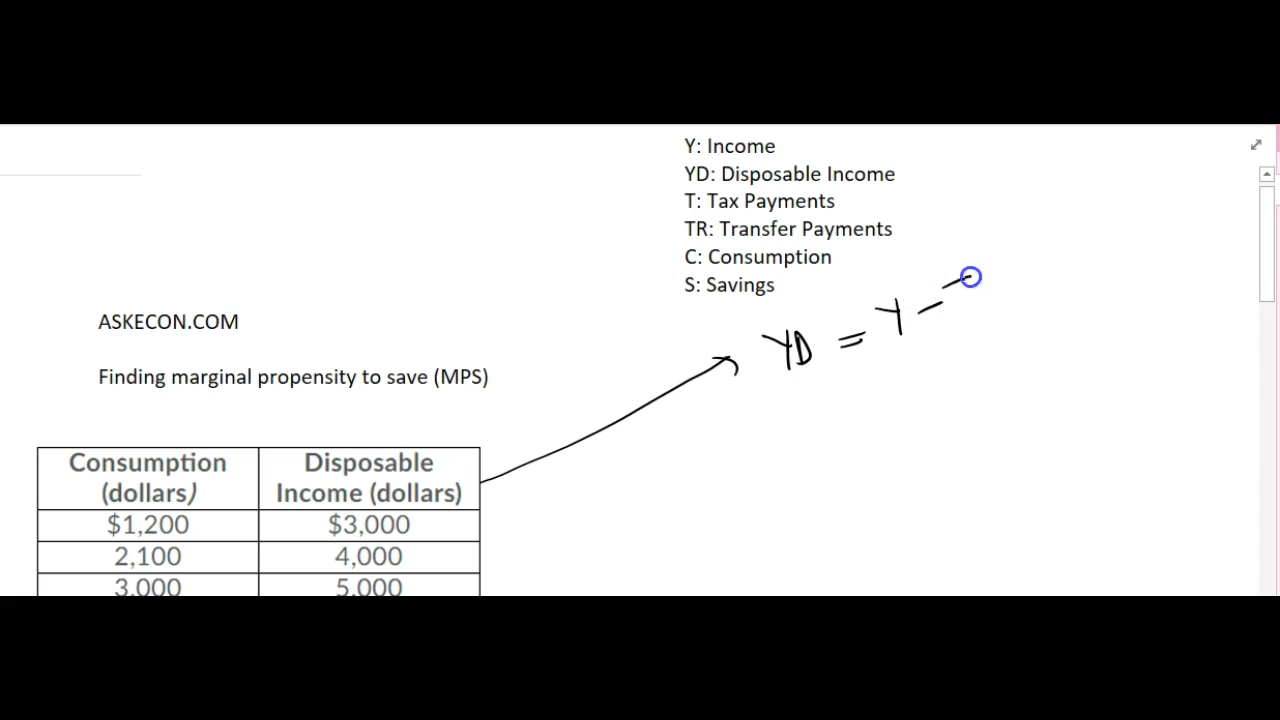 Y: Income
YD: Disposable Income
T: Tax Payments
TR: Transfer Payments
C: Consumption
S: Savings
YD = Y –
ASKECON.COM
Finding marginal propensity to save (MPS)
Consumption (dollars) Disposable Income (dollars)
$1,200 $3,000
2,100 4,000
3,000 5,000